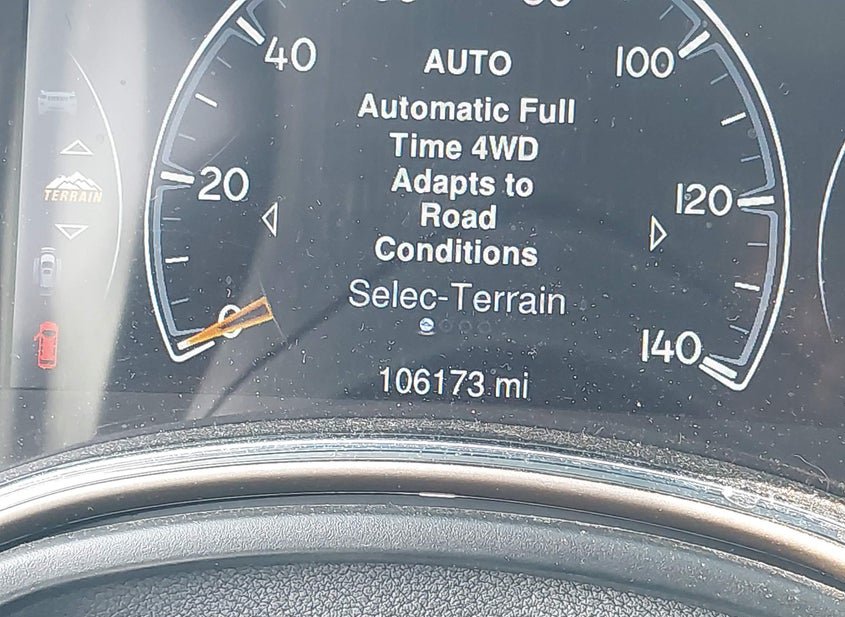 40
AUTO
100
Automatic Full
Time 4WD
Adapts to
Road
Conditions
20
TERRAIN
120
Selec-Terrain
0
140
106173 mi